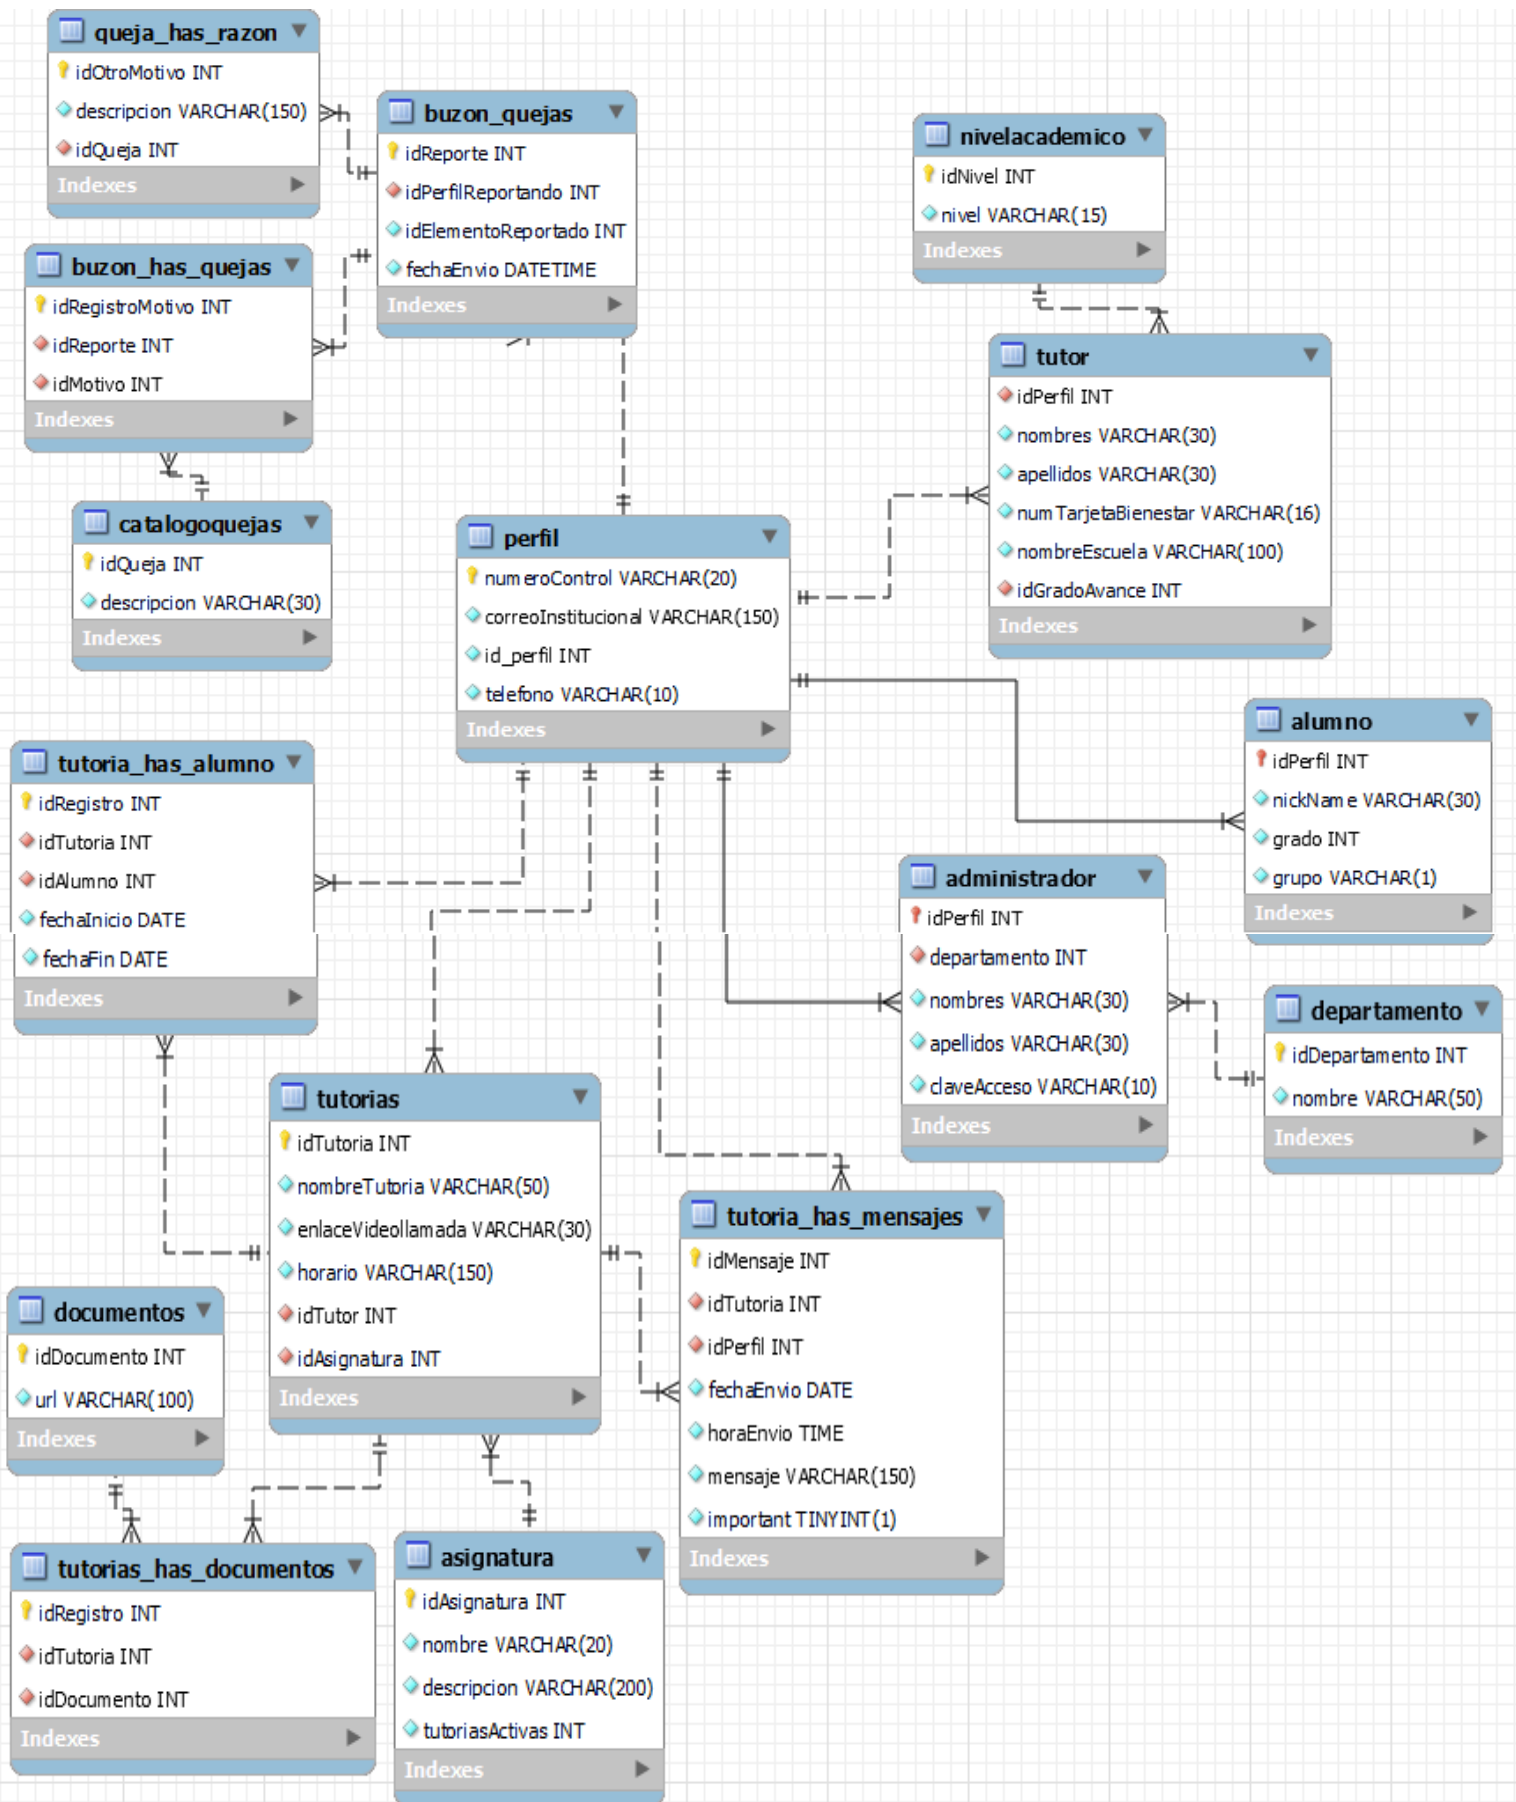 queja_has_razon
idOtroMotivo INT
descripcion VARCHAR(150)
idQueja INT
Indexes
buzon_quejas
idReporte INT
idPerfilReportando INT
idElementoReportado INT
fechaEnvio DATETIME
Indexes
nivelacademico
idNivel INT
nivel VARCHAR(15)
Indexes
buzon_has_quejas
idRegistroMotivo INT
idReporte INT
idMotivo INT
Indexes
tutor
idPerfil INT
nombres VARCHAR(30)
apellidos VARCHAR(30)
numTarjetaBienestar VARCHAR(16)
nombreEscuela VARCHAR(100)
idGradoAvance INT
Indexes
catalogoquejas
idQueja INT
descripcion VARCHAR(30)
Indexes
perfil
numeroControl VARCHAR(20)
correoInstitucional VARCHAR(150)
id_perfil INT
telefono VARCHAR(10)
Indexes
alumno
idPerfil INT
nickName VARCHAR(30)
grado INT
grupo VARCHAR(1)
Indexes
tutoria_has_alumno
idRegistro INT
idTutoria INT
idAlumno INT
fechaInicio DATE
fechaFin DATE
Indexes
administrador
idPerfil INT
departamento INT
nombres VARCHAR(30)
apellidos VARCHAR(30)
claveAcceso VARCHAR(10)
Indexes
departamento
idDepartamento INT
nombre VARCHAR(50)
Indexes
tutorias
idTutoria INT
nombreTutoria VARCHAR(50)
enlaceVideollamada VARCHAR(30)
horario VARCHAR(150)
idTutor INT
idAsignatura INT
Indexes
tutoria_has_mensajes
idMensaje INT
idTutoria INT
idPerfil INT
fechaEnvio DATE
horaEnvio TIME
mensaje VARCHAR(150)
important TINYINT(1)
Indexes
documentos
idDocumento INT
url VARCHAR(100)
Indexes
tutorias_has_documentos
idRegistro INT
idTutoria INT
idDocumento INT
Indexes
asignatura
idAsignatura INT
nombre VARCHAR(20)
descripcion VARCHAR(200)
tutoriasActivas INT
Indexes